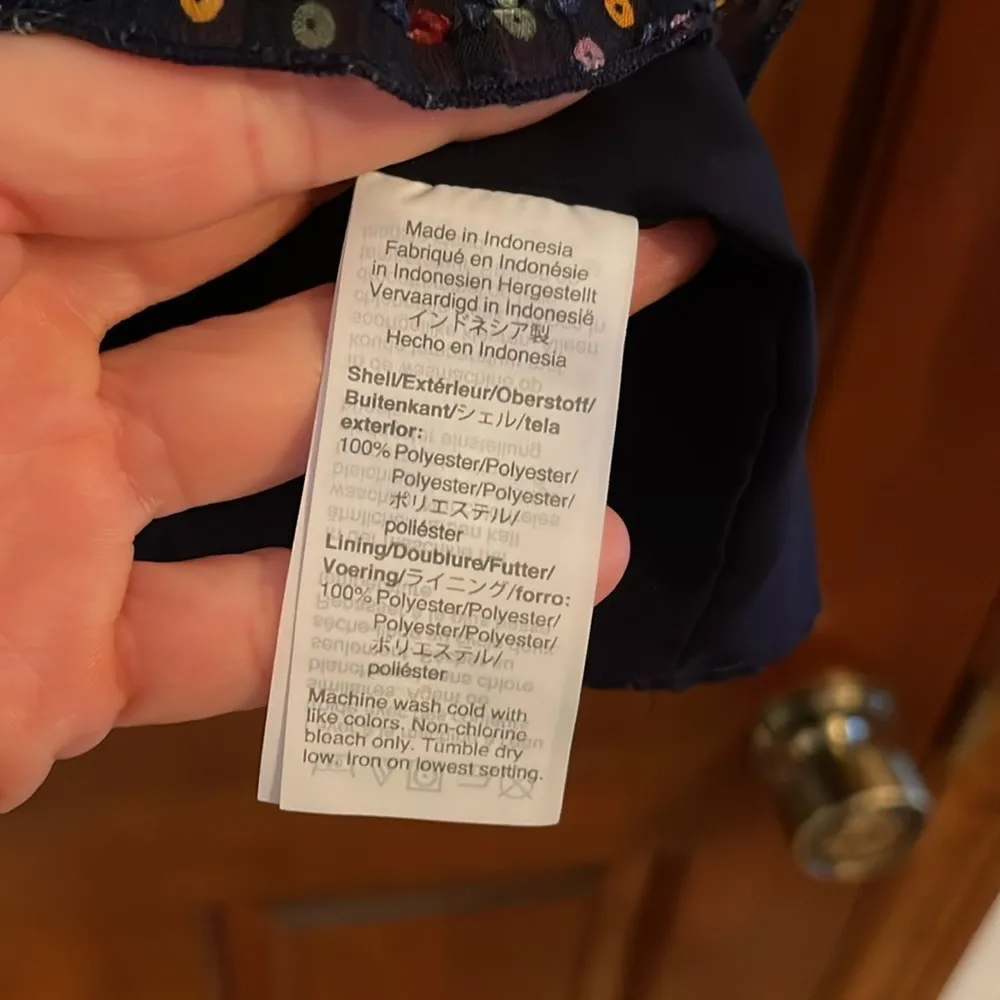 Made in Indonesia
Fabriqué en Indonésie
in Indonesien Hergestellt
Vervaardigd in Indonesië
インドネシア製
Hecho en Indonesia
Shell/Extérleur/Oberstoff/
Buitenkant/シェル/tela
exterlor:
100% Polyester/Polyester/
Polyester/Polyester/
ポリエステル/
poliéster
Lining/Doublure/Futter/
Voering/ライニング/forro:
100% Polyester/Polyester/
Polyester/Polyester/
ポリエステル/
poliéster
Machine wash cold with
like colors. Non-chlorine
bleach only. Tumble dry
low. Iron on lowest setting.